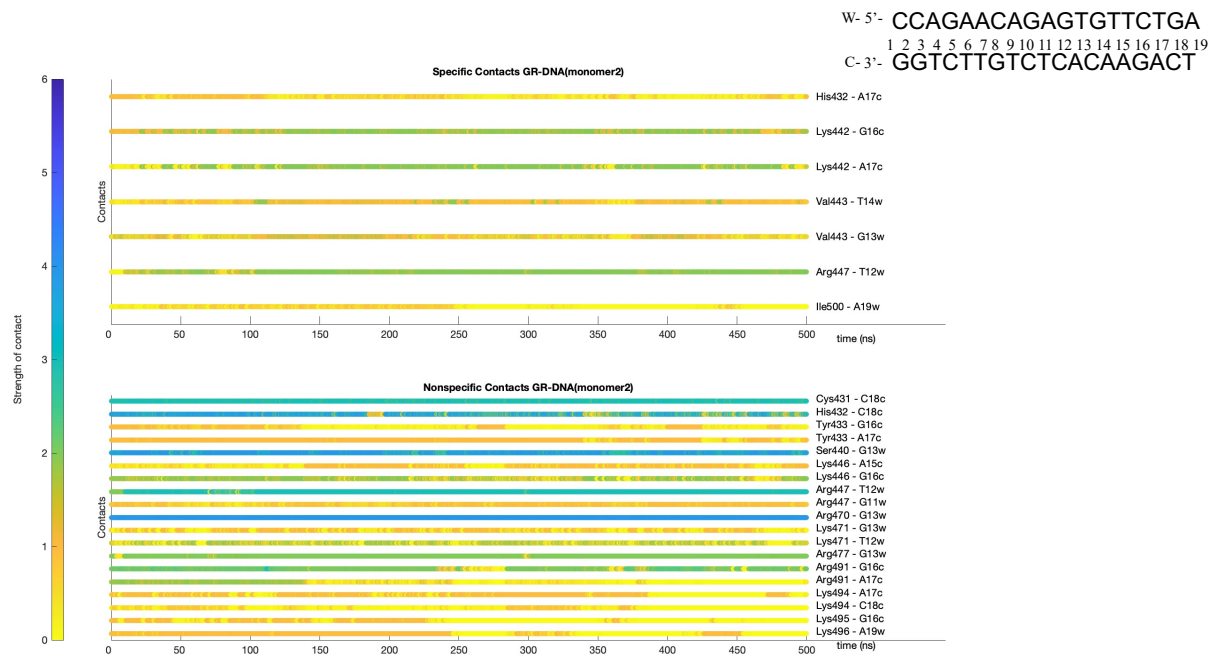 W- 5'- CCAGAACAGAGTGTTCTGA
1 2 3 4 5 6 7 8 9 10 11 12 13 14 15 16 17 18 19
C- 3'- GGTCTTGTCTCACAAGACT
Strength of contact
6
5
4
3
2
1
0
Specific Contacts GR-DNA(monomer2)
Contacts
His432 - A17c
Lys442 - G16c
Lys442 - A17c
Val443 - T14w
Val443 - G13w
Arg447 - T12w
Ile500 - A19w
0 50 100 150 200 250 300 350 400 450 500
time (ns)
Nonspecific Contacts GR-DNA(monomer2)
Contacts
Cys431 - C18c
His432 - C18c
Tyr433 - G16c
Tyr433 - A17c
Ser440 - G13w
Lys446 - A15c
Lys446 - G16c
Arg447 - T12w
Arg447 - G11w
Arg470 - G13w
Lys471 - G13w
Lys471 - T12w
Arg477 - G13w
Arg491 - G16c
Arg491 - A17c
Lys494 - A17c
Lys494 - C18c
Lys495 - G16c
Lys496 - A19w
0 50 100 150 200 250 300 350 400 450 500
time (ns)